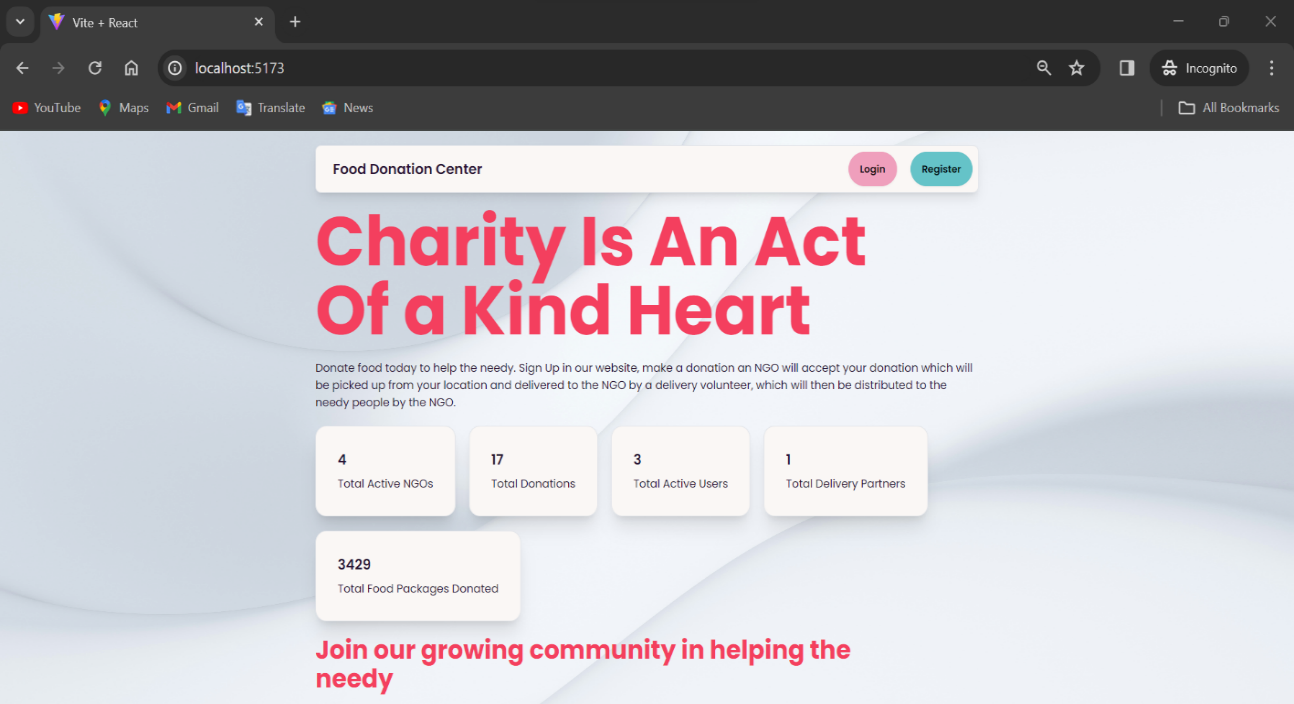 Vite + React
localhost:5173
Incognito
YouTube Maps Gmail Translate News All Bookmarks
Food Donation Center Login Register
Charity Is An Act
Of a Kind Heart
Donate food today to help the needy. Sign Up in our website, make a donation an NGO will accept your donation which will
be picked up from your location and delivered to the NGO by a delivery volunteer, which will then be distributed to the
needy people by the NGO.
4
Total Active NGOs
17
Total Donations
3
Total Active Users
1
Total Delivery Partners
3429
Total Food Packages Donated
Join our growing community in helping the
needy